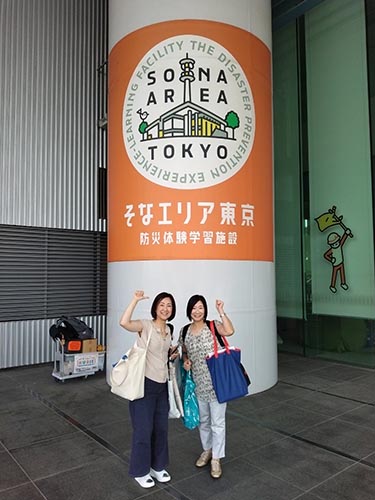 THE DISASTER PREVENTION EXPERIENCE-LEARNING FACILITY
SONA
AREA
TOKYO
そなエリア東京
防災体験学習施設